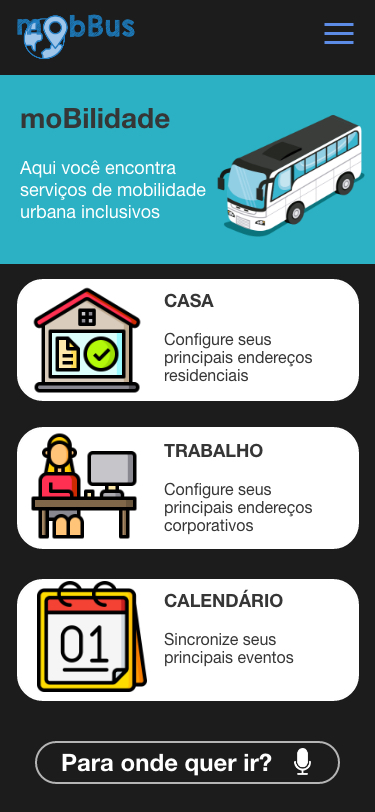 mobBus
moBilidade
Aqui você encontra
serviços de mobilidade
urbana inclusivos
CASA
Configure seus
principais endereços
residenciais
TRABALHO
Configure seus
principais endereços
corporativos
CALENDÁRIO
01
Sincronize seus
principais eventos
Para onde quer ir?